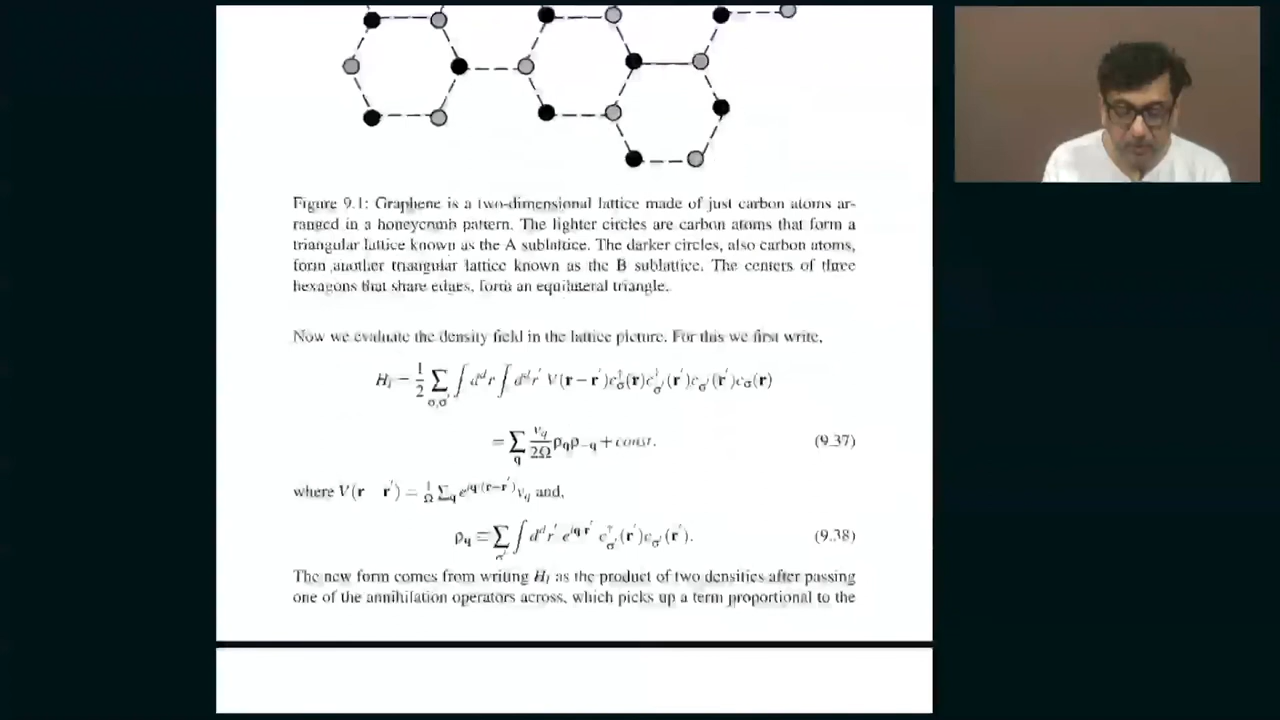 Figure 9.1: Graphene is a two-dimensional lattice made of just carbon atoms ar-
ranged in a honeycomb pattern. The lighter circles are carbon atoms that form a
triangular lattice known as the A sublattice. The darker circles, also carbon atoms,
form another triangular lattice known as the B sublattice. The centers of three
hexagons that share edges, form an equilateral triangle.
Now we evaluate the density field in the lattice picture. For this we first write,
H_I = 1/2 ∑_{σ,σ'} ∫ d^d r ∫ d^d r' V(r − r') c†_σ(r) c†_σ'(r') c_σ'(r') c_σ(r)
= ∑_q v_q/2Ω ρ_q ρ_{−q} + const. (9.37)
where V(r r') = 1/Ω ∑_q e^{iq·(r−r')} v_q and,
ρ_q ≡ ∑_σ' ∫ d^d r' e^{iq·r'} c†_σ'(r') c_σ'(r'). (9.38)
The new form comes from writing H_I as the product of two densities after passing
one of the annihilation operators across, which picks up a term proportional to the